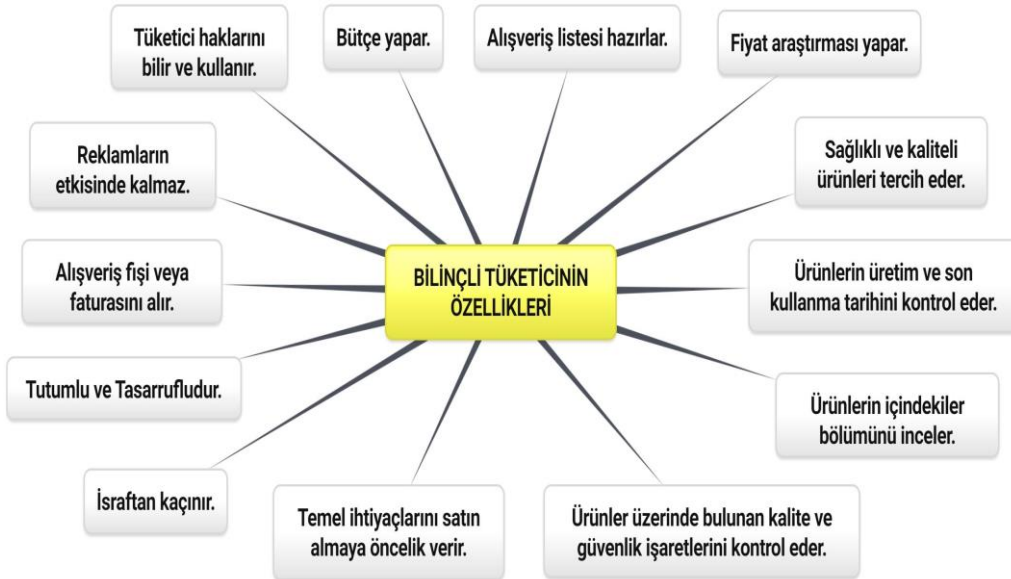 Tüketici haklarını
bilir ve kullanır.
Bütçe yapar.
Alışveriş listesi hazırlar.
Fiyat araştırması yapar.
Reklamların
etkisinde kalmaz.
Sağlıklı ve kaliteli
ürünleri tercih eder.
Alışveriş fişi veya
faturasını alır.
BİLİNÇLİ TÜKETİCİNİN
ÖZELLİKLERİ
Ürünlerin üretim ve son
kullanma tarihini kontrol eder.
Tutumlu ve Tasarrufludur.
Ürünlerin içindekiler
bölümünü inceler.
İsraftan kaçınır.
Temel ihtiyaçlarını satın
almaya öncelik verir.
Ürünler üzerinde bulunan kalite ve
güvenlik işaretlerini kontrol eder.